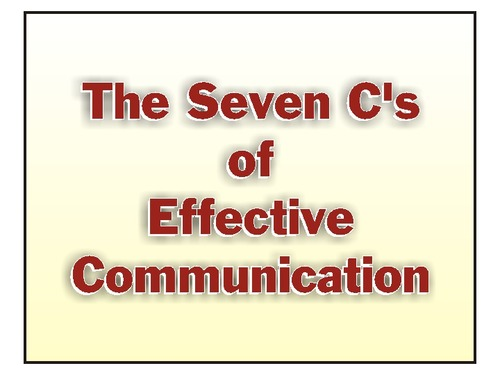 The Seven C's
of
Effective
Communication